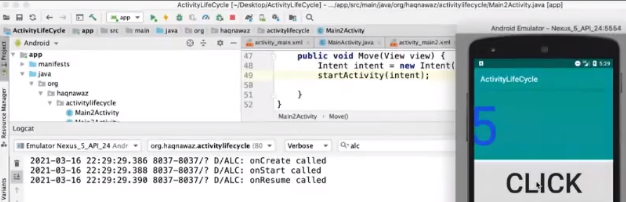 ActivityLifeCycle [~/Desktop/ActivityLifeCycle] - .../app/src/main/java/org/haqnawaz/Main2Activity.java [app]
Android Emulator - Nexus_5_API_24:5554
app
ActivityLifeCycle app src main java org haqnawaz Main2Activity
Android
activity_main.xml MainActivity.java activity_main2.xml
1: Project
Resource Manager
Variants
app
manifests
java
org
haqnawaz
activitylifecycle
Main2Activity
47 public void Move(View view) {
48 Intent intent = new Intent(
49 startActivity(intent);
50
51 }
52 }
Main2Activity Move()
Logcat
Emulator Nexus_5_API_24 Andr org.haqnawaz.activitylifecycle (80 Verbose alc
2021-03-16 22:29:29.386 8037-8037/? D/ALC: onCreate called
2021-03-16 22:29:29.388 8037-8037/? D/ALC: onStart called
2021-03-16 22:29:29.390 8037-8037/? D/ALC: onResume called
5:29
ActivityLifeCycle
5
CLICK